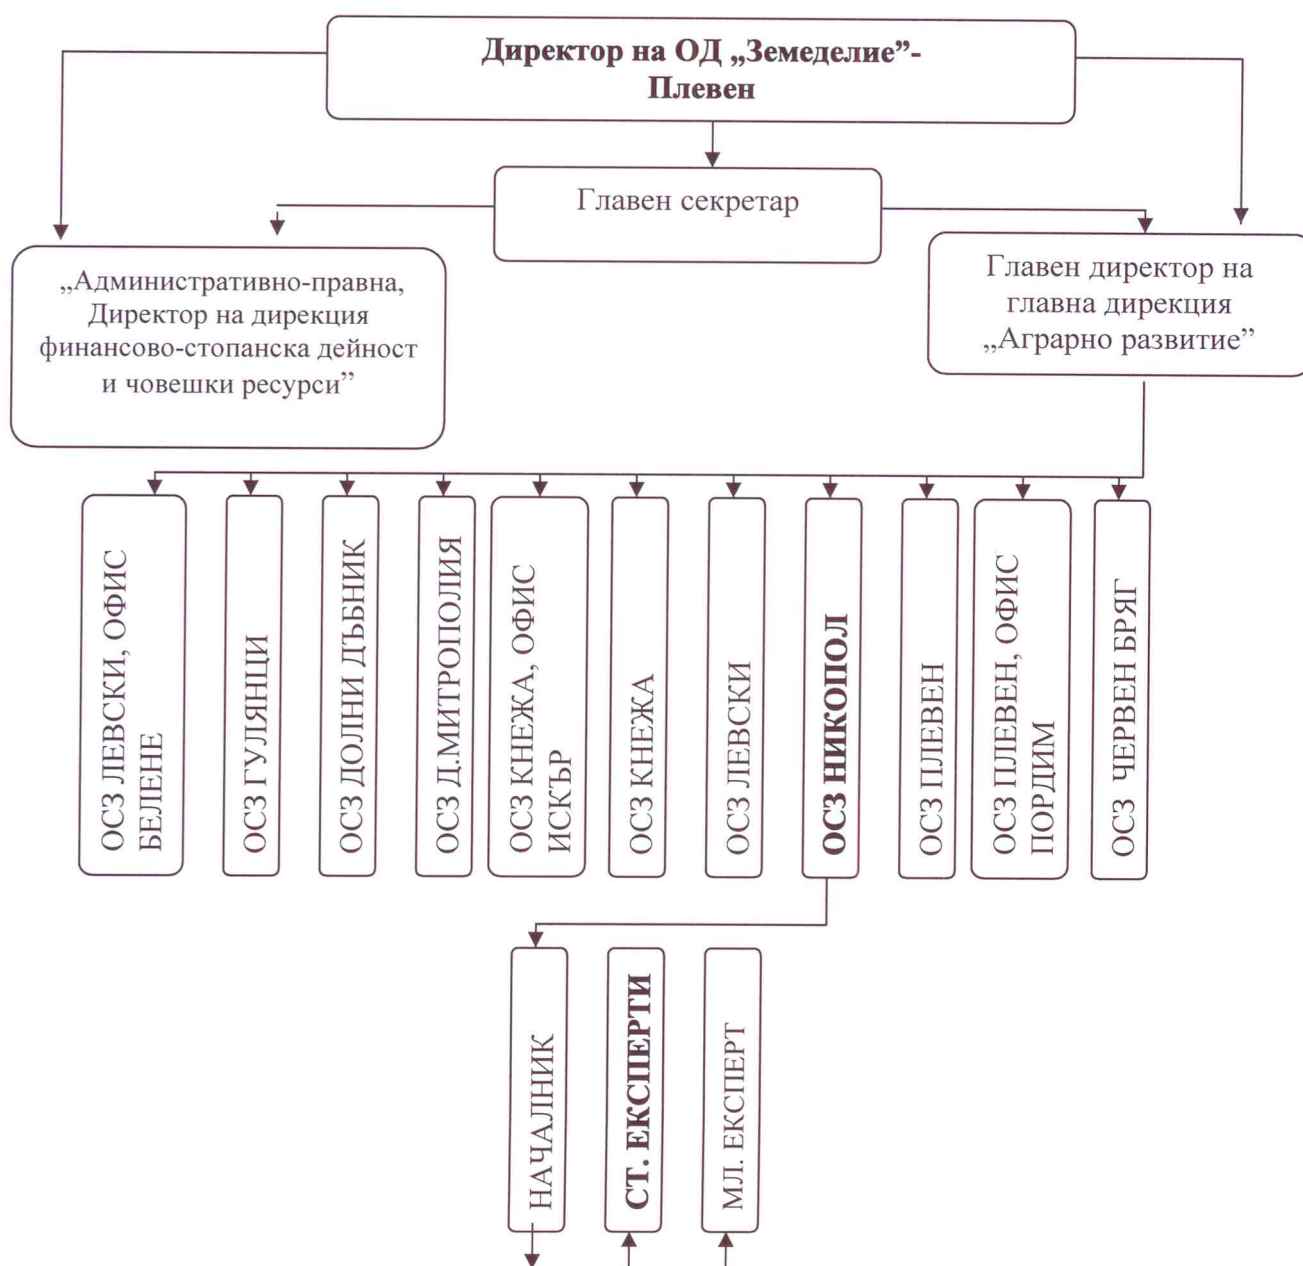 Директор на ОД „Земеделие”-
Плевен
Главен секретар
„Административно-правна,
Директор на дирекция
финансово-стопанска дейност
и човешки ресурси”
Главен директор на
главна дирекция
„Аграрно развитие”
ОСЗ ЛЕВСКИ, ОФИС
БЕЛЕНЕ
ОСЗ ГУЛЯНЦИ
ОСЗ ДОЛНИ ДЪБНИК
ОСЗ Д.МИТРОПОЛИЯ
ОСЗ КНЕЖА, ОФИС
ИСКЪР
ОСЗ КНЕЖА
ОСЗ ЛЕВСКИ
ОСЗ НИКОПОЛ
ОСЗ ПЛЕВЕН
ОСЗ ПЛЕВЕН, ОФИС
ПОРДИМ
ОСЗ ЧЕРВЕН БРЯГ
НАЧАЛНИК
СТ. ЕКСПЕРТИ
МЛ. ЕКСПЕРТ